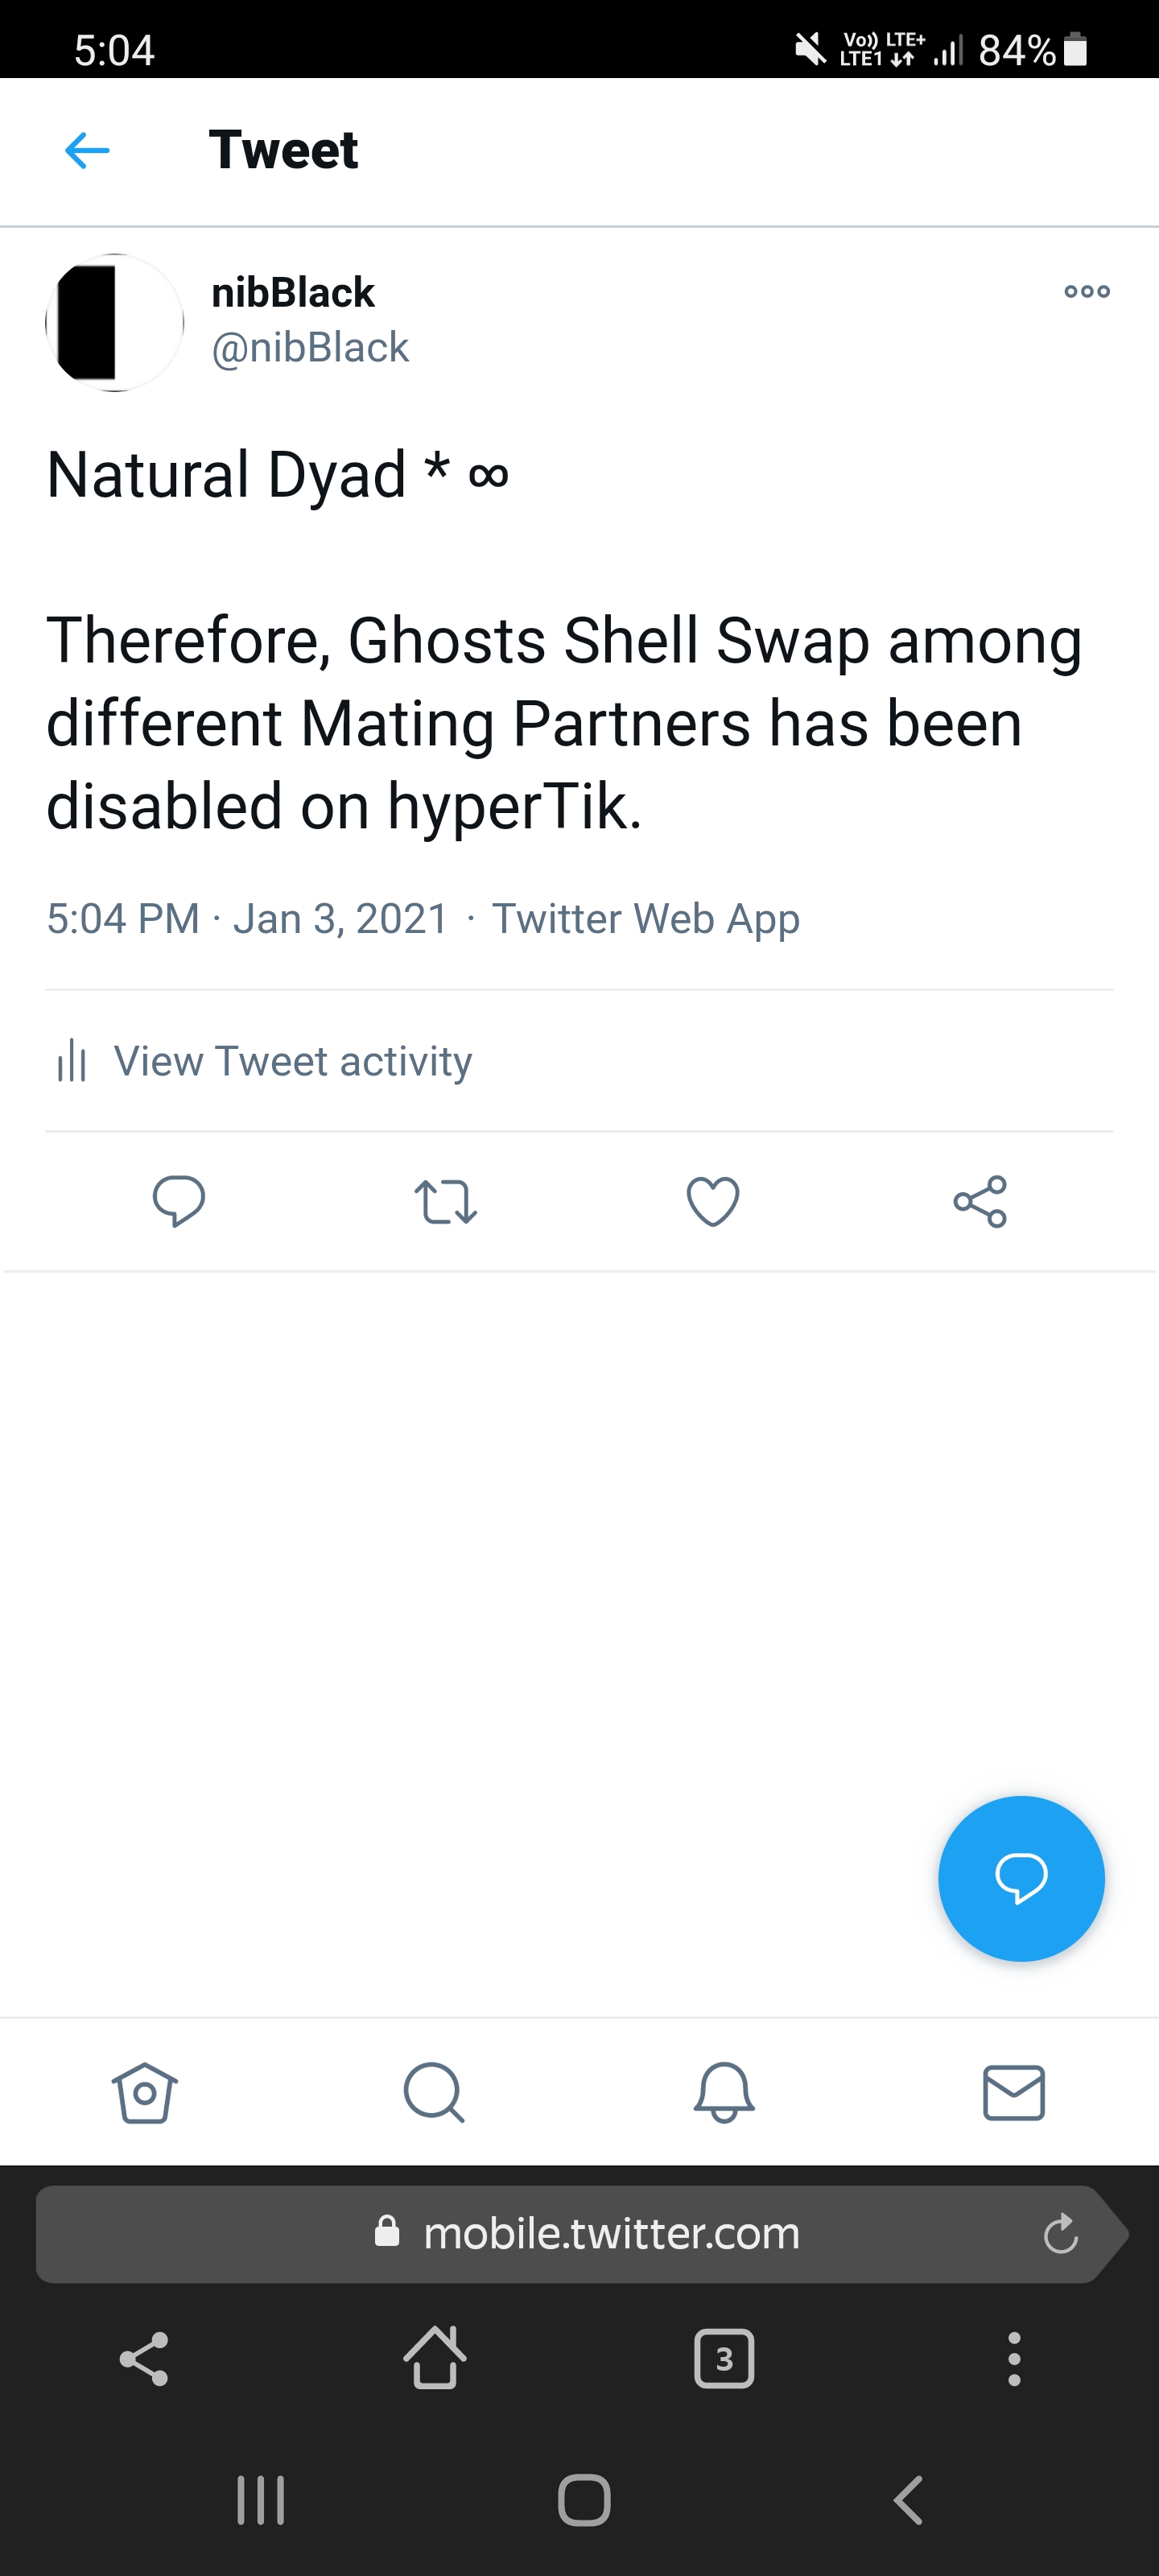 5:04
Vo)) LTE+
LTE1
84%
Tweet
nibBlack
@nibBlack
Natural Dyad * ∞
Therefore, Ghosts Shell Swap among
different Mating Partners has been
disabled on hyperTik.
5:04 PM · Jan 3, 2021 · Twitter Web App
View Tweet activity
mobile.twitter.com
3